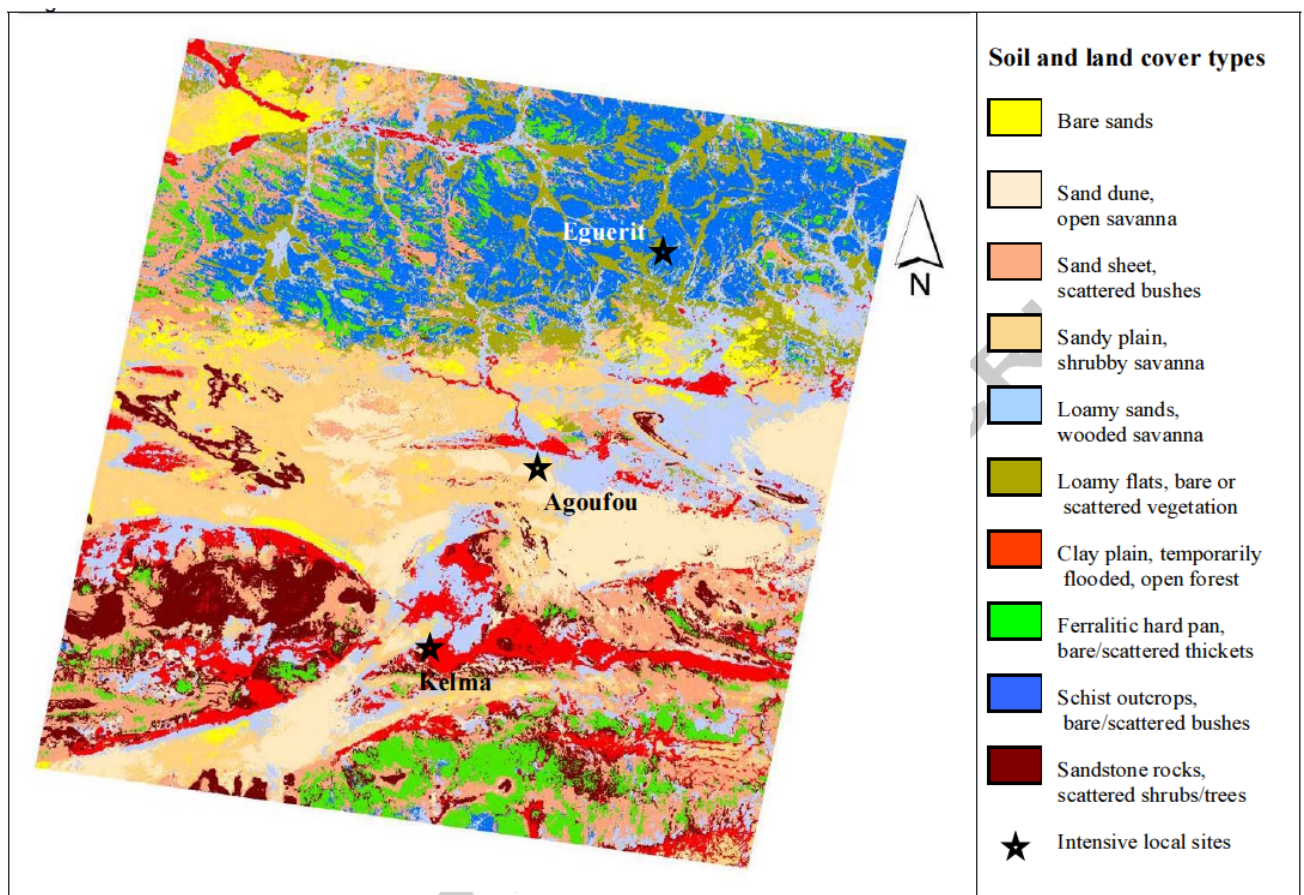 Soil and land cover types
Bare sands
Sand dune,
open savanna
Sand sheet,
scattered bushes
Sandy plain,
shrubby savanna
Loamy sands,
wooded savanna
Loamy flats, bare or
scattered vegetation
Clay plain, temporarily
flooded, open forest
Ferralitic hard pan,
bare/scattered thickets
Schist outcrops,
bare/scattered bushes
Sandstone rocks,
scattered shrubs/trees
Intensive local sites
N
Eguerit
Agoufou
Kelma